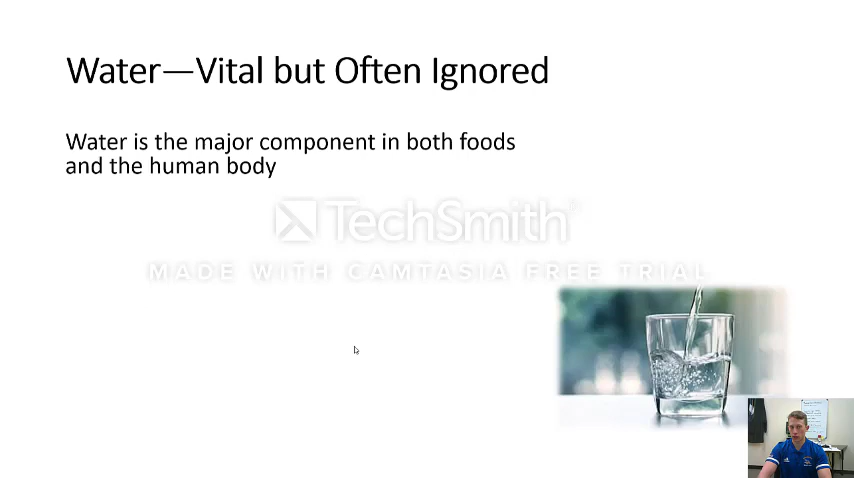 Water—Vital but Often Ignored
Water is the major component in both foods
and the human body
TechSmith
MADE WITH CAMTASIA FREE TRIAL